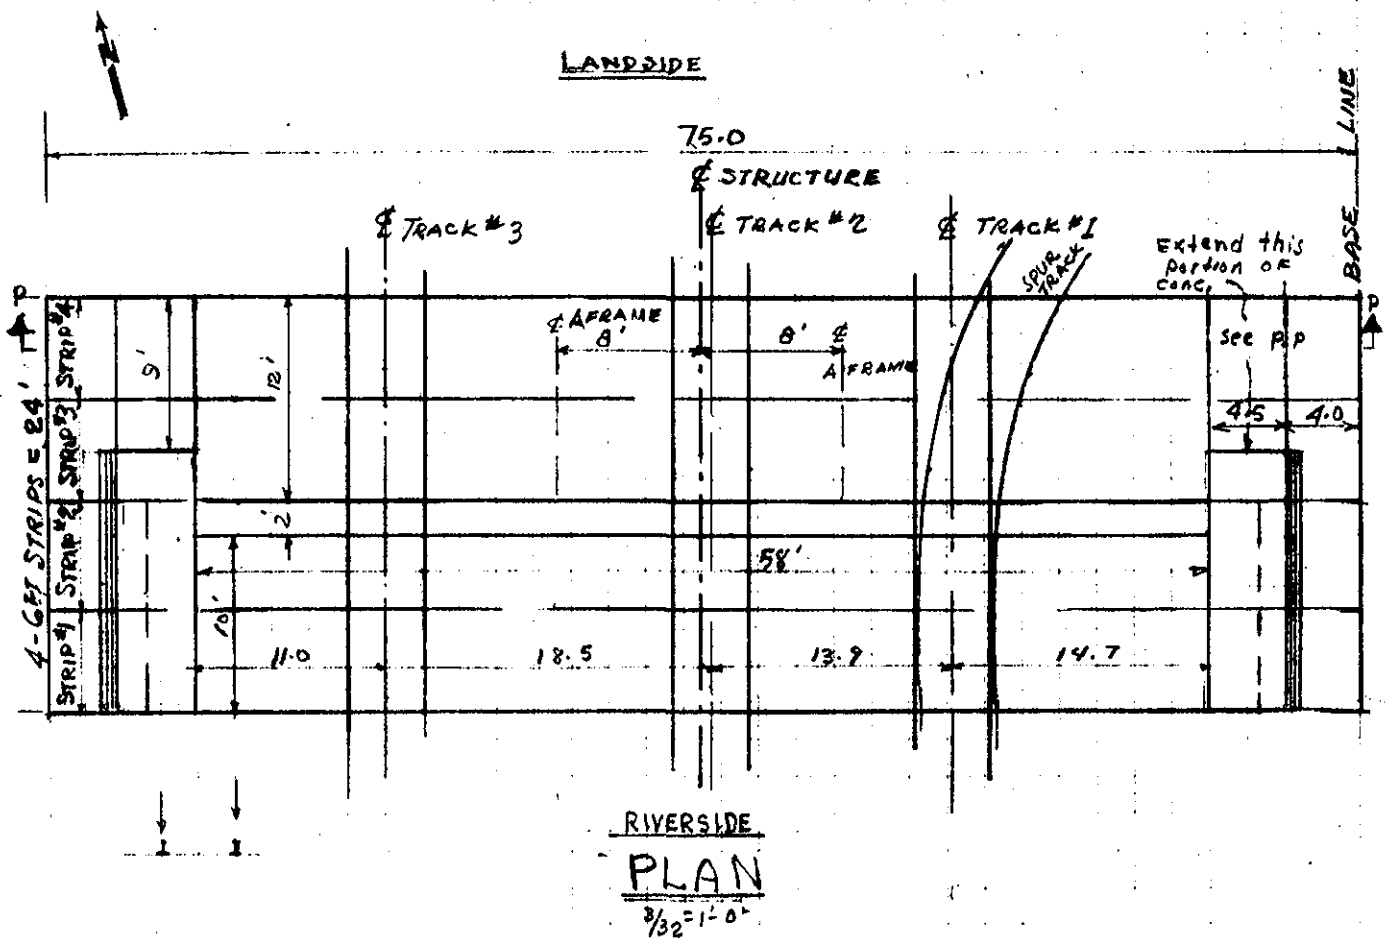 N
LANDSIDE
75.0
BASE LINE
℄ STRUCTURE
℄ TRACK #3
℄ TRACK #2
℄ TRACK #1
SPUR
TRACK
Extend this
portion of
conc.
see p.p
P
P
℄ A FRAME
8'
8'
℄
A FRAME
9'
12'
4.5
4.0
4-6 FT STRIPS = 24'
STRIP #4
STRIP #3
STRIP #2
STRIP #1
2'
58'
10'
11.0
18.5
13.9
14.7
I
I
RIVERSIDE
PLAN
3/32 = 1'-0"